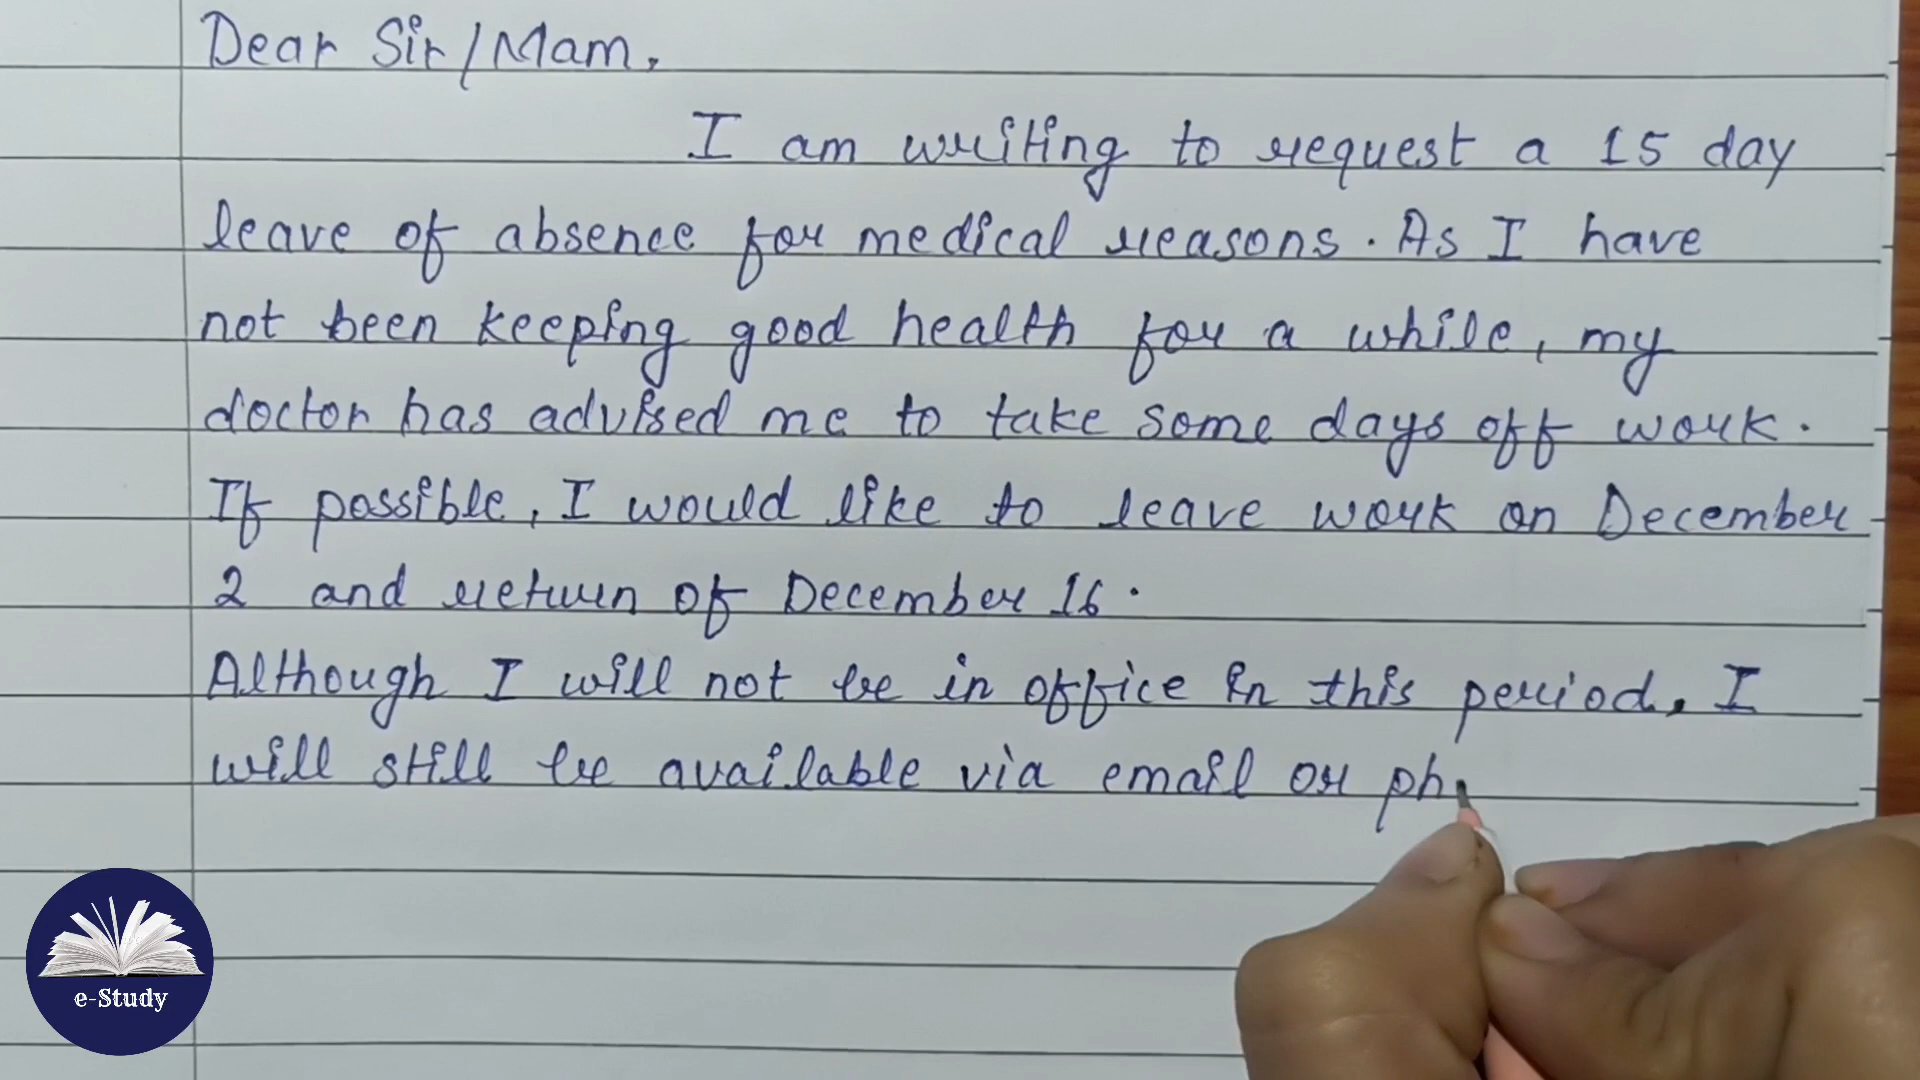 Dear Sir/Mam,
I am writing to request a 15 day
leave of absence for medical reasons. As I have
not been keeping good health for a while, my
doctor has advised me to take some days off work.
If possible, I would like to leave work on December
2 and return of December 16.
Although I will not be in office in this period, I
will still be available via email or ph
e-Study